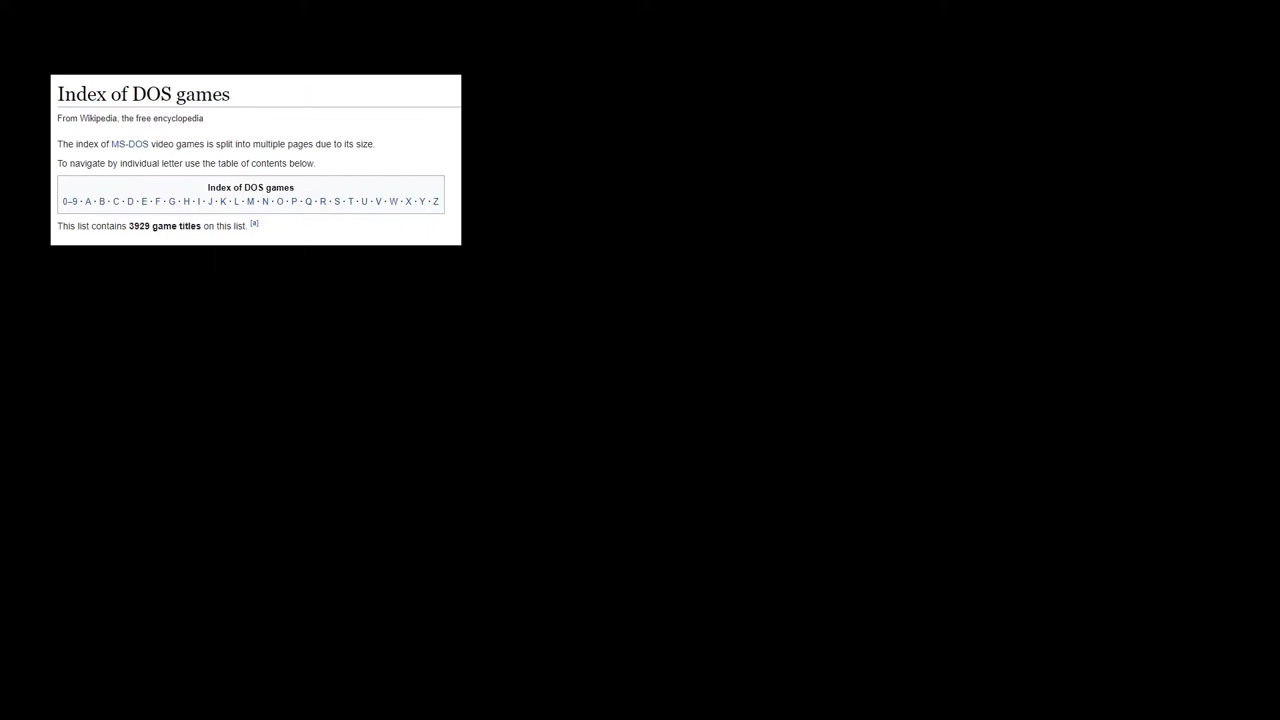 Index of DOS games
From Wikipedia, the free encyclopedia
The index of MS-DOS video games is split into multiple pages due to its size.
To navigate by individual letter use the table of contents below.
Index of DOS games
0–9 · A · B · C · D · E · F · G · H · I · J · K · L · M · N · O · P · Q · R · S · T · U · V · W · X · Y · Z
This list contains 3929 game titles on this list. [a]